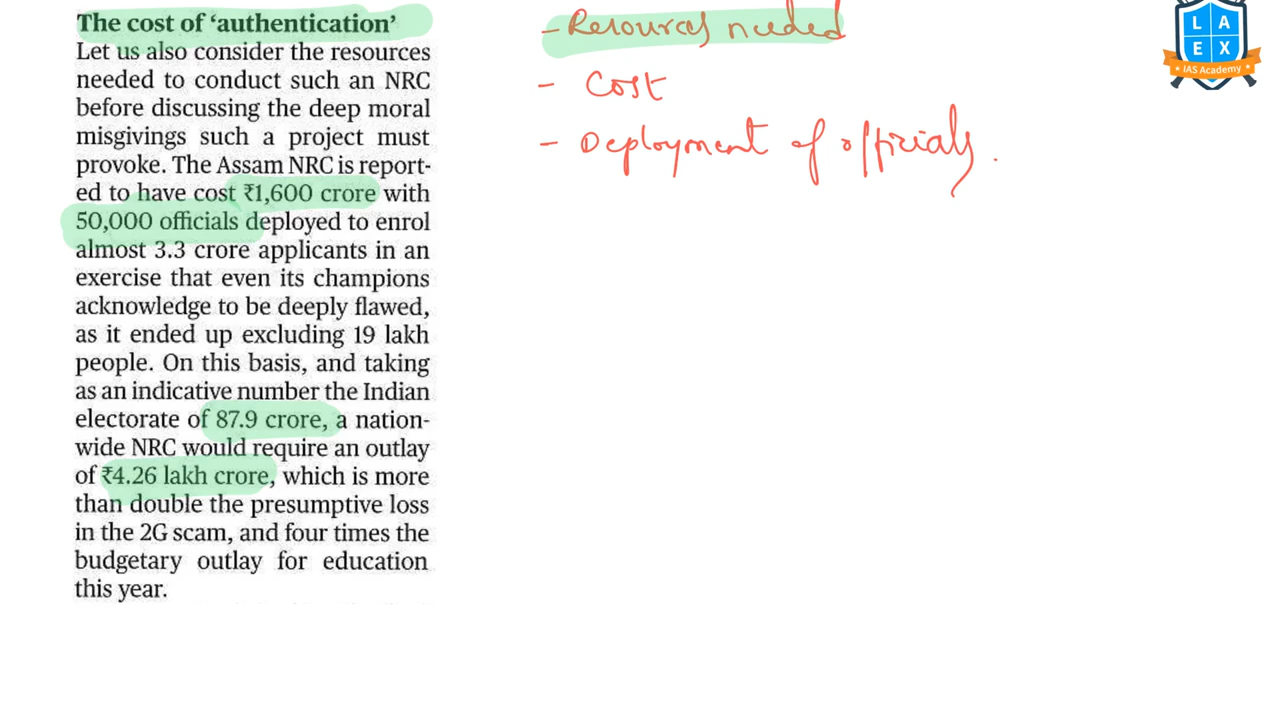 The cost of ‘authentication’
Let us also consider the resources
needed to conduct such an NRC
before discussing the deep moral
misgivings such a project must
provoke. The Assam NRC is report-
ed to have cost ₹1,600 crore with
50,000 officials deployed to enrol
almost 3.3 crore applicants in an
exercise that even its champions
acknowledge to be deeply flawed,
as it ended up excluding 19 lakh
people. On this basis, and taking
as an indicative number the Indian
electorate of 87.9 crore, a nation-
wide NRC would require an outlay
of ₹4.26 lakh crore, which is more
than double the presumptive loss
in the 2G scam, and four times the
budgetary outlay for education
this year.
- Resources needed
- Cost
- Deployment of officials.
L A
E X
IAS Academy